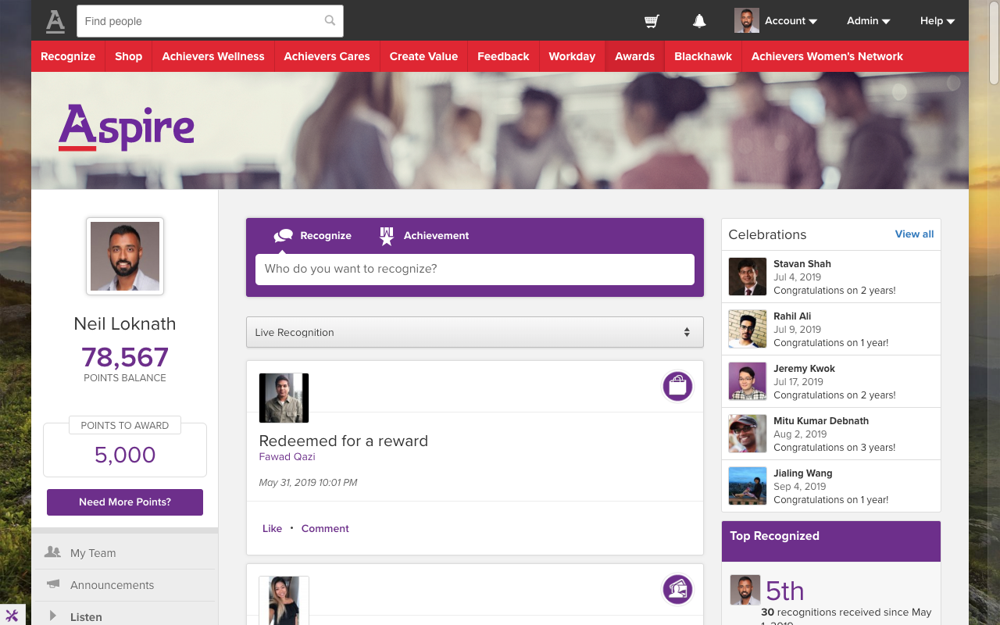 A
Find people
Account
Admin
Help
Recognize
Shop
Achievers Wellness
Achievers Cares
Create Value
Feedback
Workday
Awards
Blackhawk
Achievers Women's Network
Aspire
Neil Loknath
78,567
POINTS BALANCE
POINTS TO AWARD
5,000
Need More Points?
My Team
Announcements
Listen
Recognize
Achievement
Who do you want to recognize?
Live Recognition
Redeemed for a reward
Fawad Qazi
May 31, 2019 10:01 PM
Like • Comment
Celebrations
View all
Stavan Shah
Jul 4, 2019
Congratulations on 2 years!
Rahil Ali
Jul 9, 2019
Congratulations on 1 year!
Jeremy Kwok
Jul 17, 2019
Congratulations on 2 years!
Mitu Kumar Debnath
Aug 2, 2019
Congratulations on 3 years!
Jialing Wang
Sep 4, 2019
Congratulations on 1 year!
Top Recognized
5th
30 recognitions received since May
1, 2019